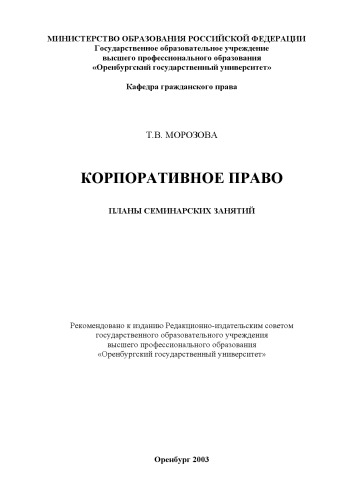 МИНИСТЕРСТВО ОБРАЗОВАНИЯ РОССИЙСКОЙ ФЕДЕРАЦИИ
Государственное образовательное учреждение
высшего профессионального образования
«Оренбургский государственный университет»
Кафедра гражданского права
Т.В. МОРОЗОВА
КОРПОРАТИВНОЕ ПРАВО
ПЛАНЫ СЕМИНАРСКИХ ЗАНЯТИЙ
Рекомендовано к изданию Редакционно-издательским советом
государственного образовательного учреждения
высшего профессионального образования
«Оренбургский государственный университет»
Оренбург 2003